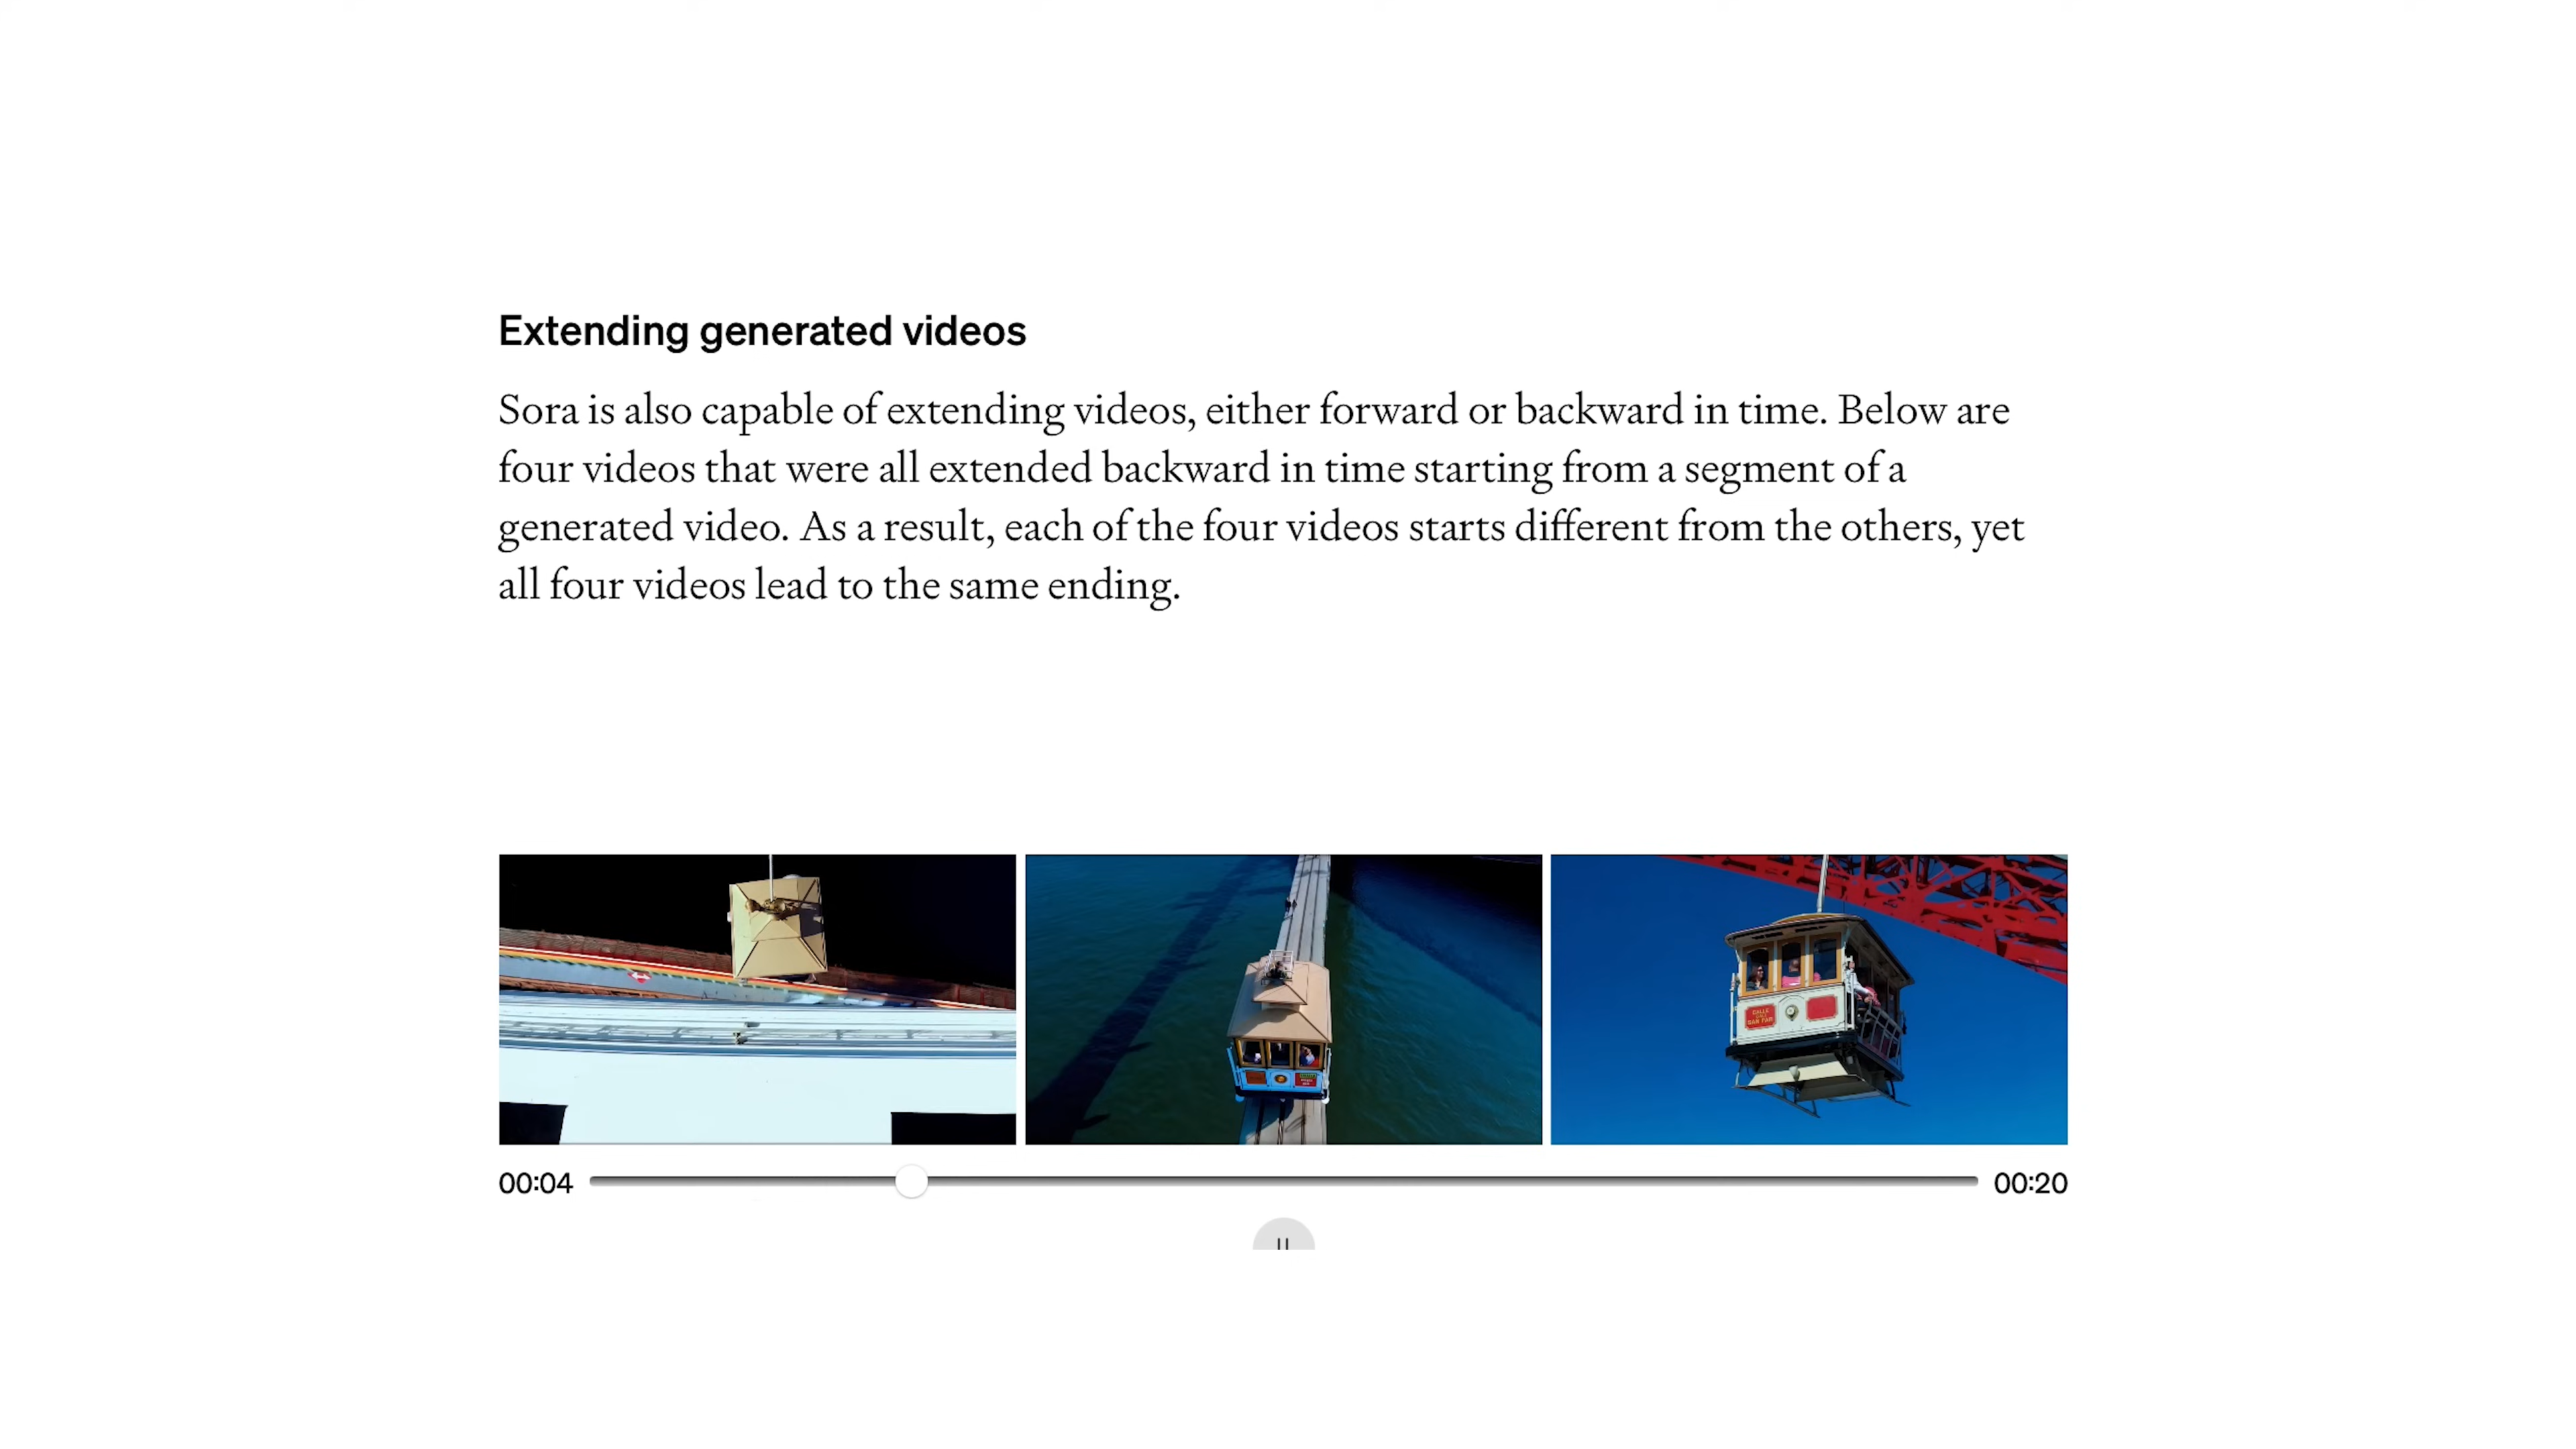 Extending generated videos
Sora is also capable of extending videos, either forward or backward in time. Below are
four videos that were all extended backward in time starting from a segment of a
generated video. As a result, each of the four videos starts different from the others, yet
all four videos lead to the same ending.
00:04
00:20